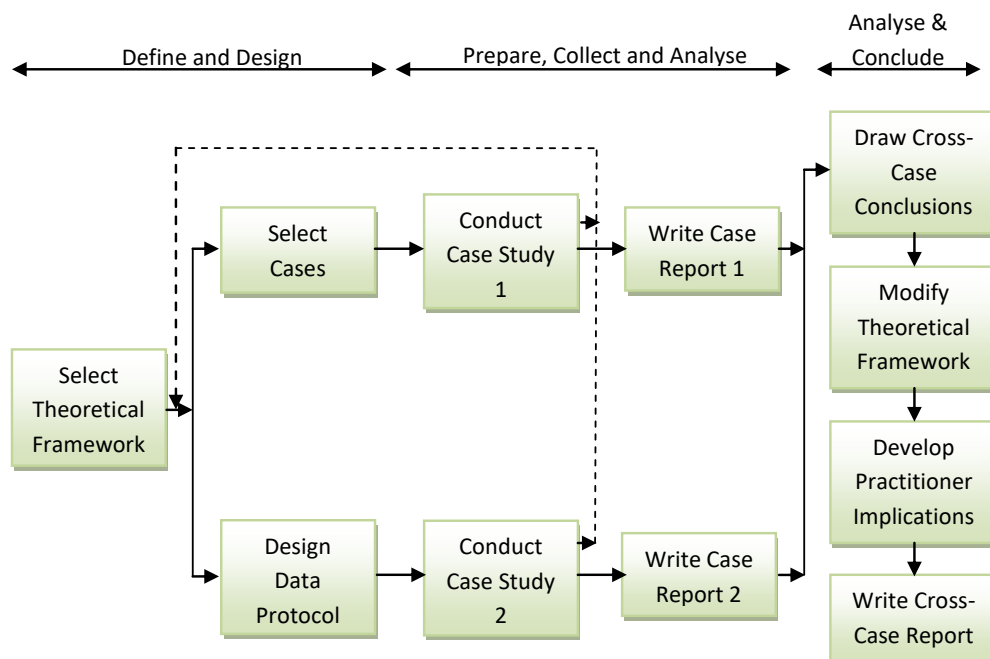 Define and Design
Prepare, Collect and Analyse
Analyse &
Conclude
Select
Theoretical
Framework
Select
Cases
Design
Data
Protocol
Conduct
Case Study
1
Conduct
Case Study
2
Write Case
Report 1
Write Case
Report 2
Draw Cross-
Case
Conclusions
Modify
Theoretical
Framework
Develop
Practitioner
Implications
Write Cross-
Case Report